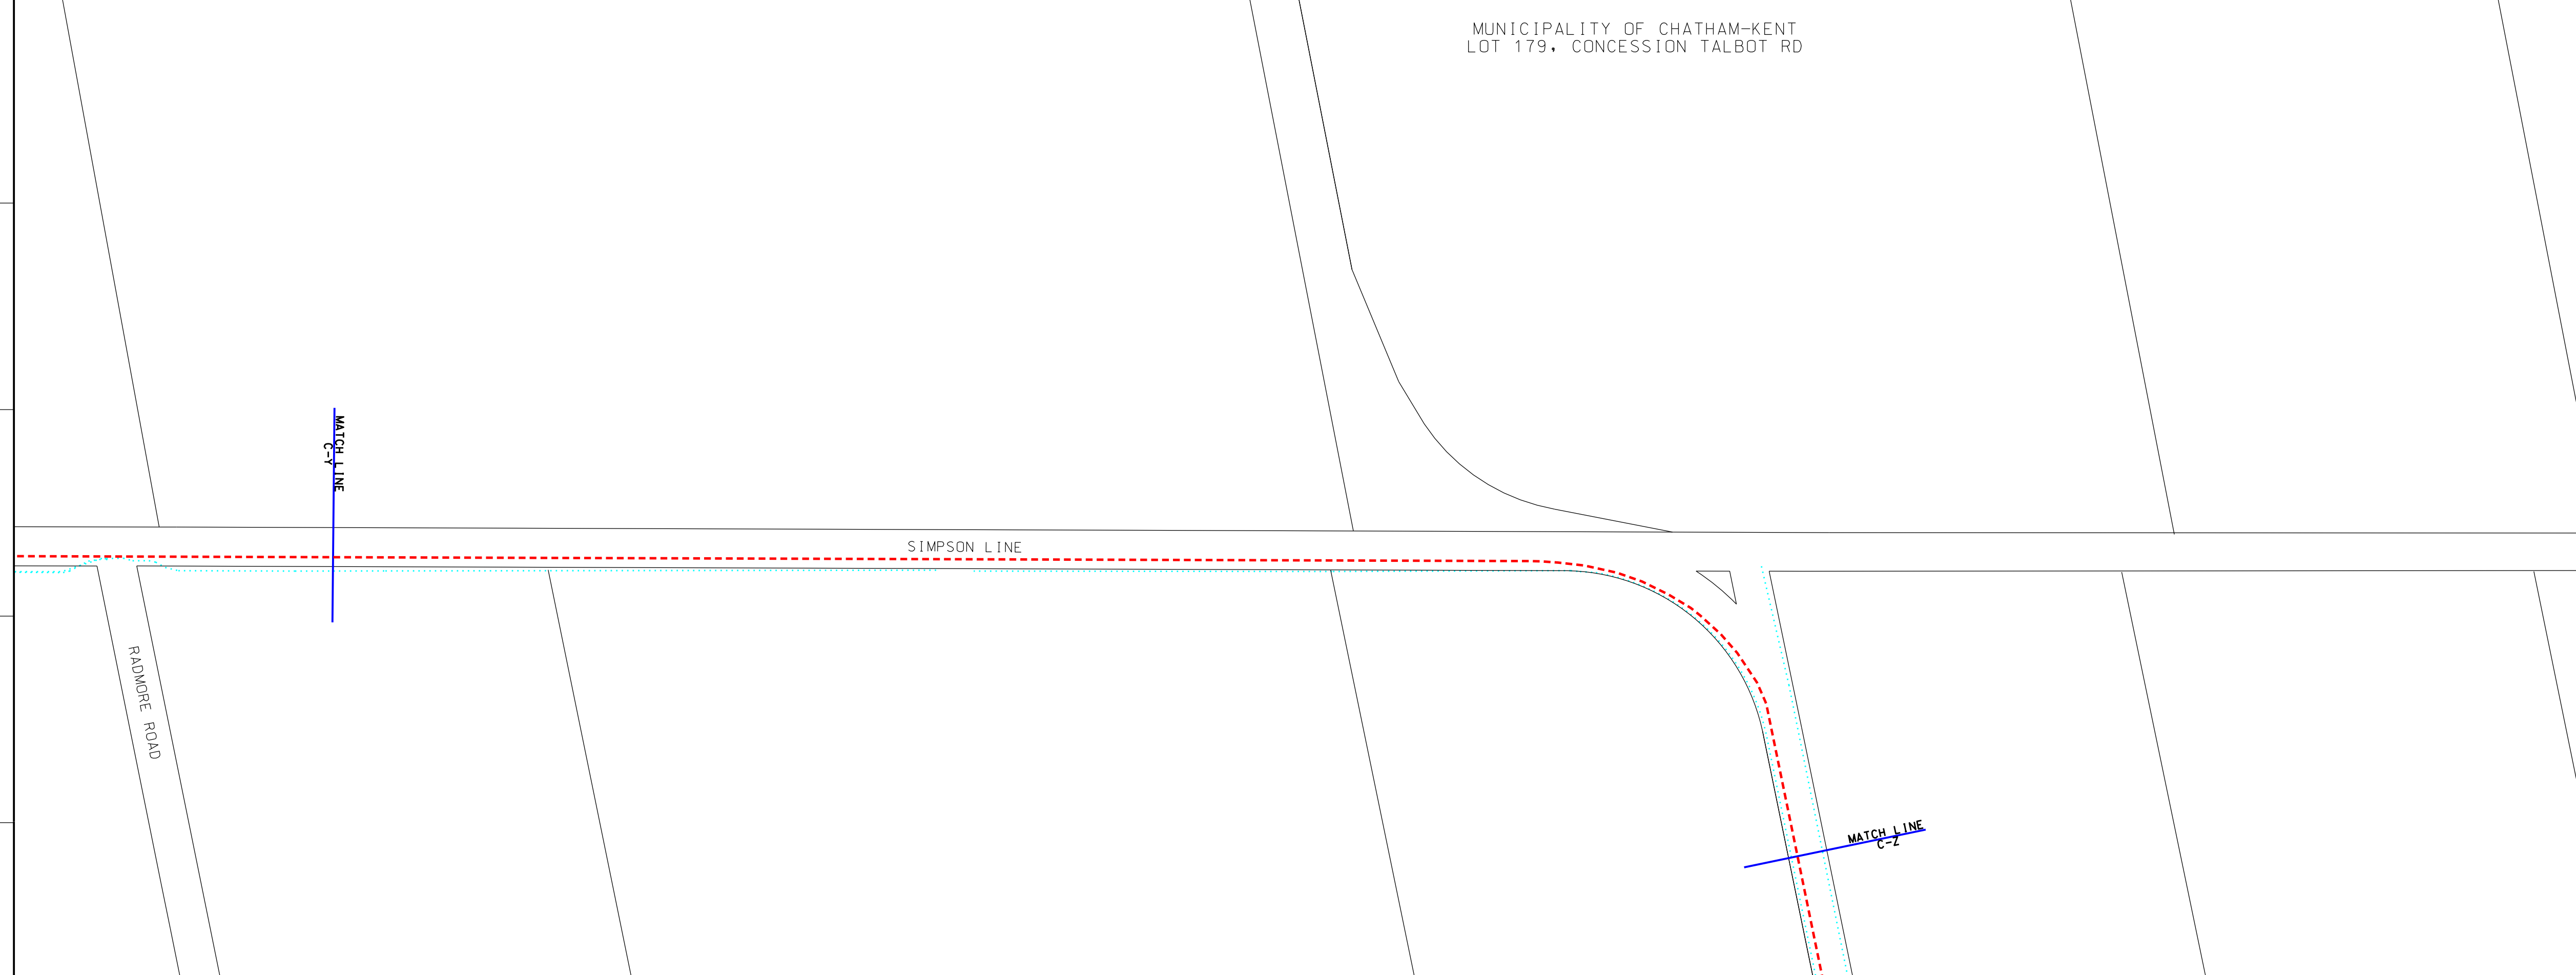 MUNICIPALITY OF CHATHAM-KENT
LOT 179, CONCESSION TALBOT RD
MATCH LINE
C-Y
SIMPSON LINE
RADMORE ROAD
MATCH LINE
C-Z